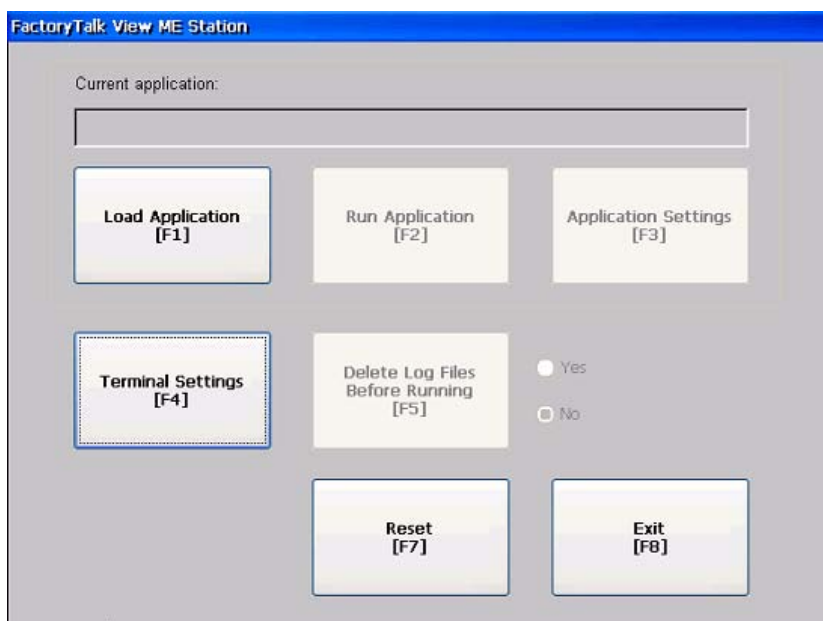 FactoryTalk View ME Station
Current application:
Load Application
[F1]
Run Application
[F2]
Application Settings
[F3]
Terminal Settings
[F4]
Delete Log Files
Before Running
[F5]
Yes
No
Reset
[F7]
Exit
[F8]